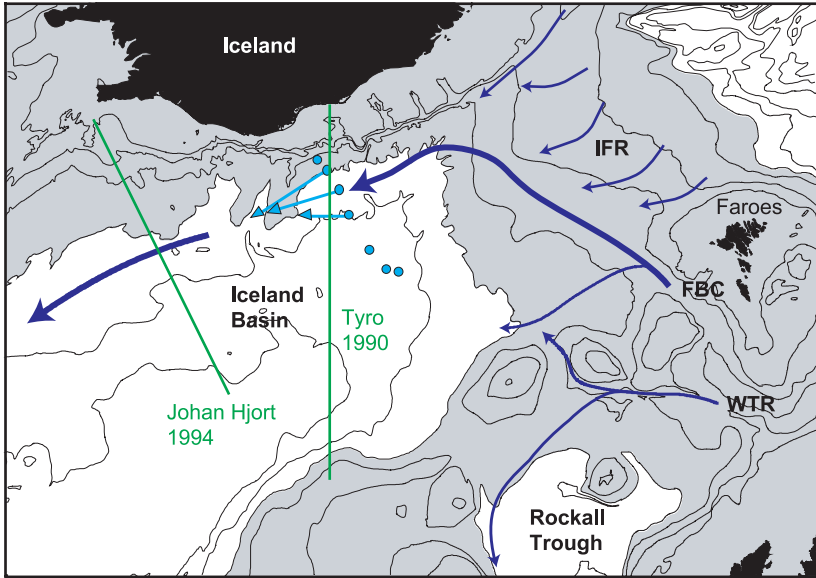 Iceland
IFR
Faroes
FBC
Iceland
Basin
Tyro
1990
Johan Hjort
1994
WTR
Rockall
Trough